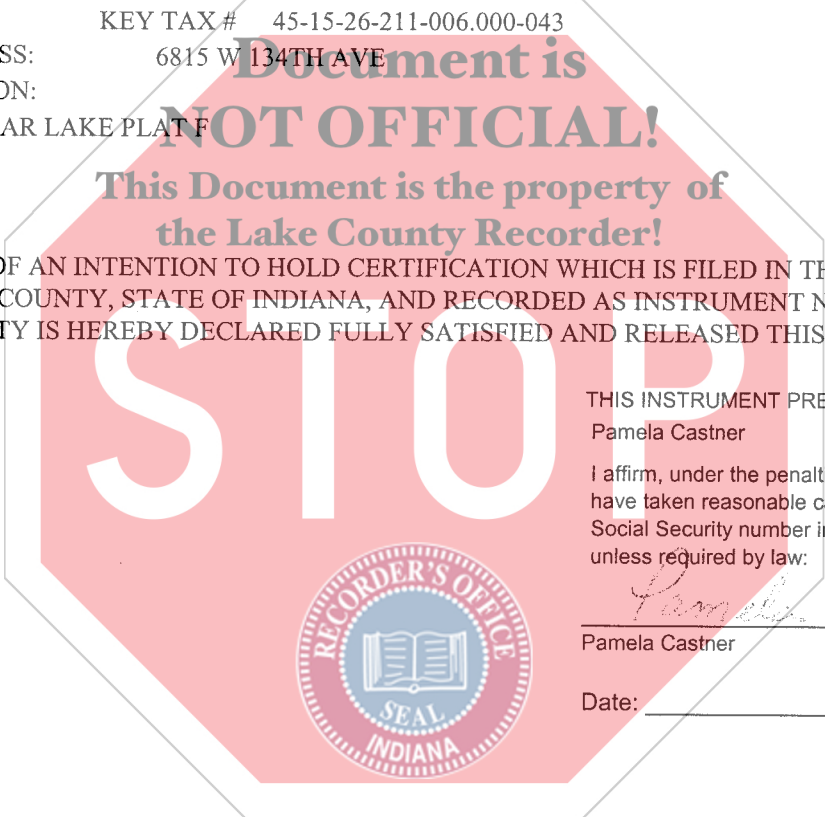 KEY TAX # 45-15-26-211-006.000-043
SS: 6815 W 134TH AVE
ON:
AR LAKE PLAT F
Document is
NOT OFFICIAL!
This Document is the property of
the Lake County Recorder!
OF AN INTENTION TO HOLD CERTIFICATION WHICH IS FILED IN TH
COUNTY, STATE OF INDIANA, AND RECORDED AS INSTRUMENT N
TY IS HEREBY DECLARED FULLY SATISFIED AND RELEASED THIS
STOP
THIS INSTRUMENT PRE
Pamela Castner
I affirm, under the penalt
have taken reasonable c
Social Security number i
unless required by law:
Pamela
Pamela Castner
Date:
RECORDER'S OFFICE
SEAL
INDIANA